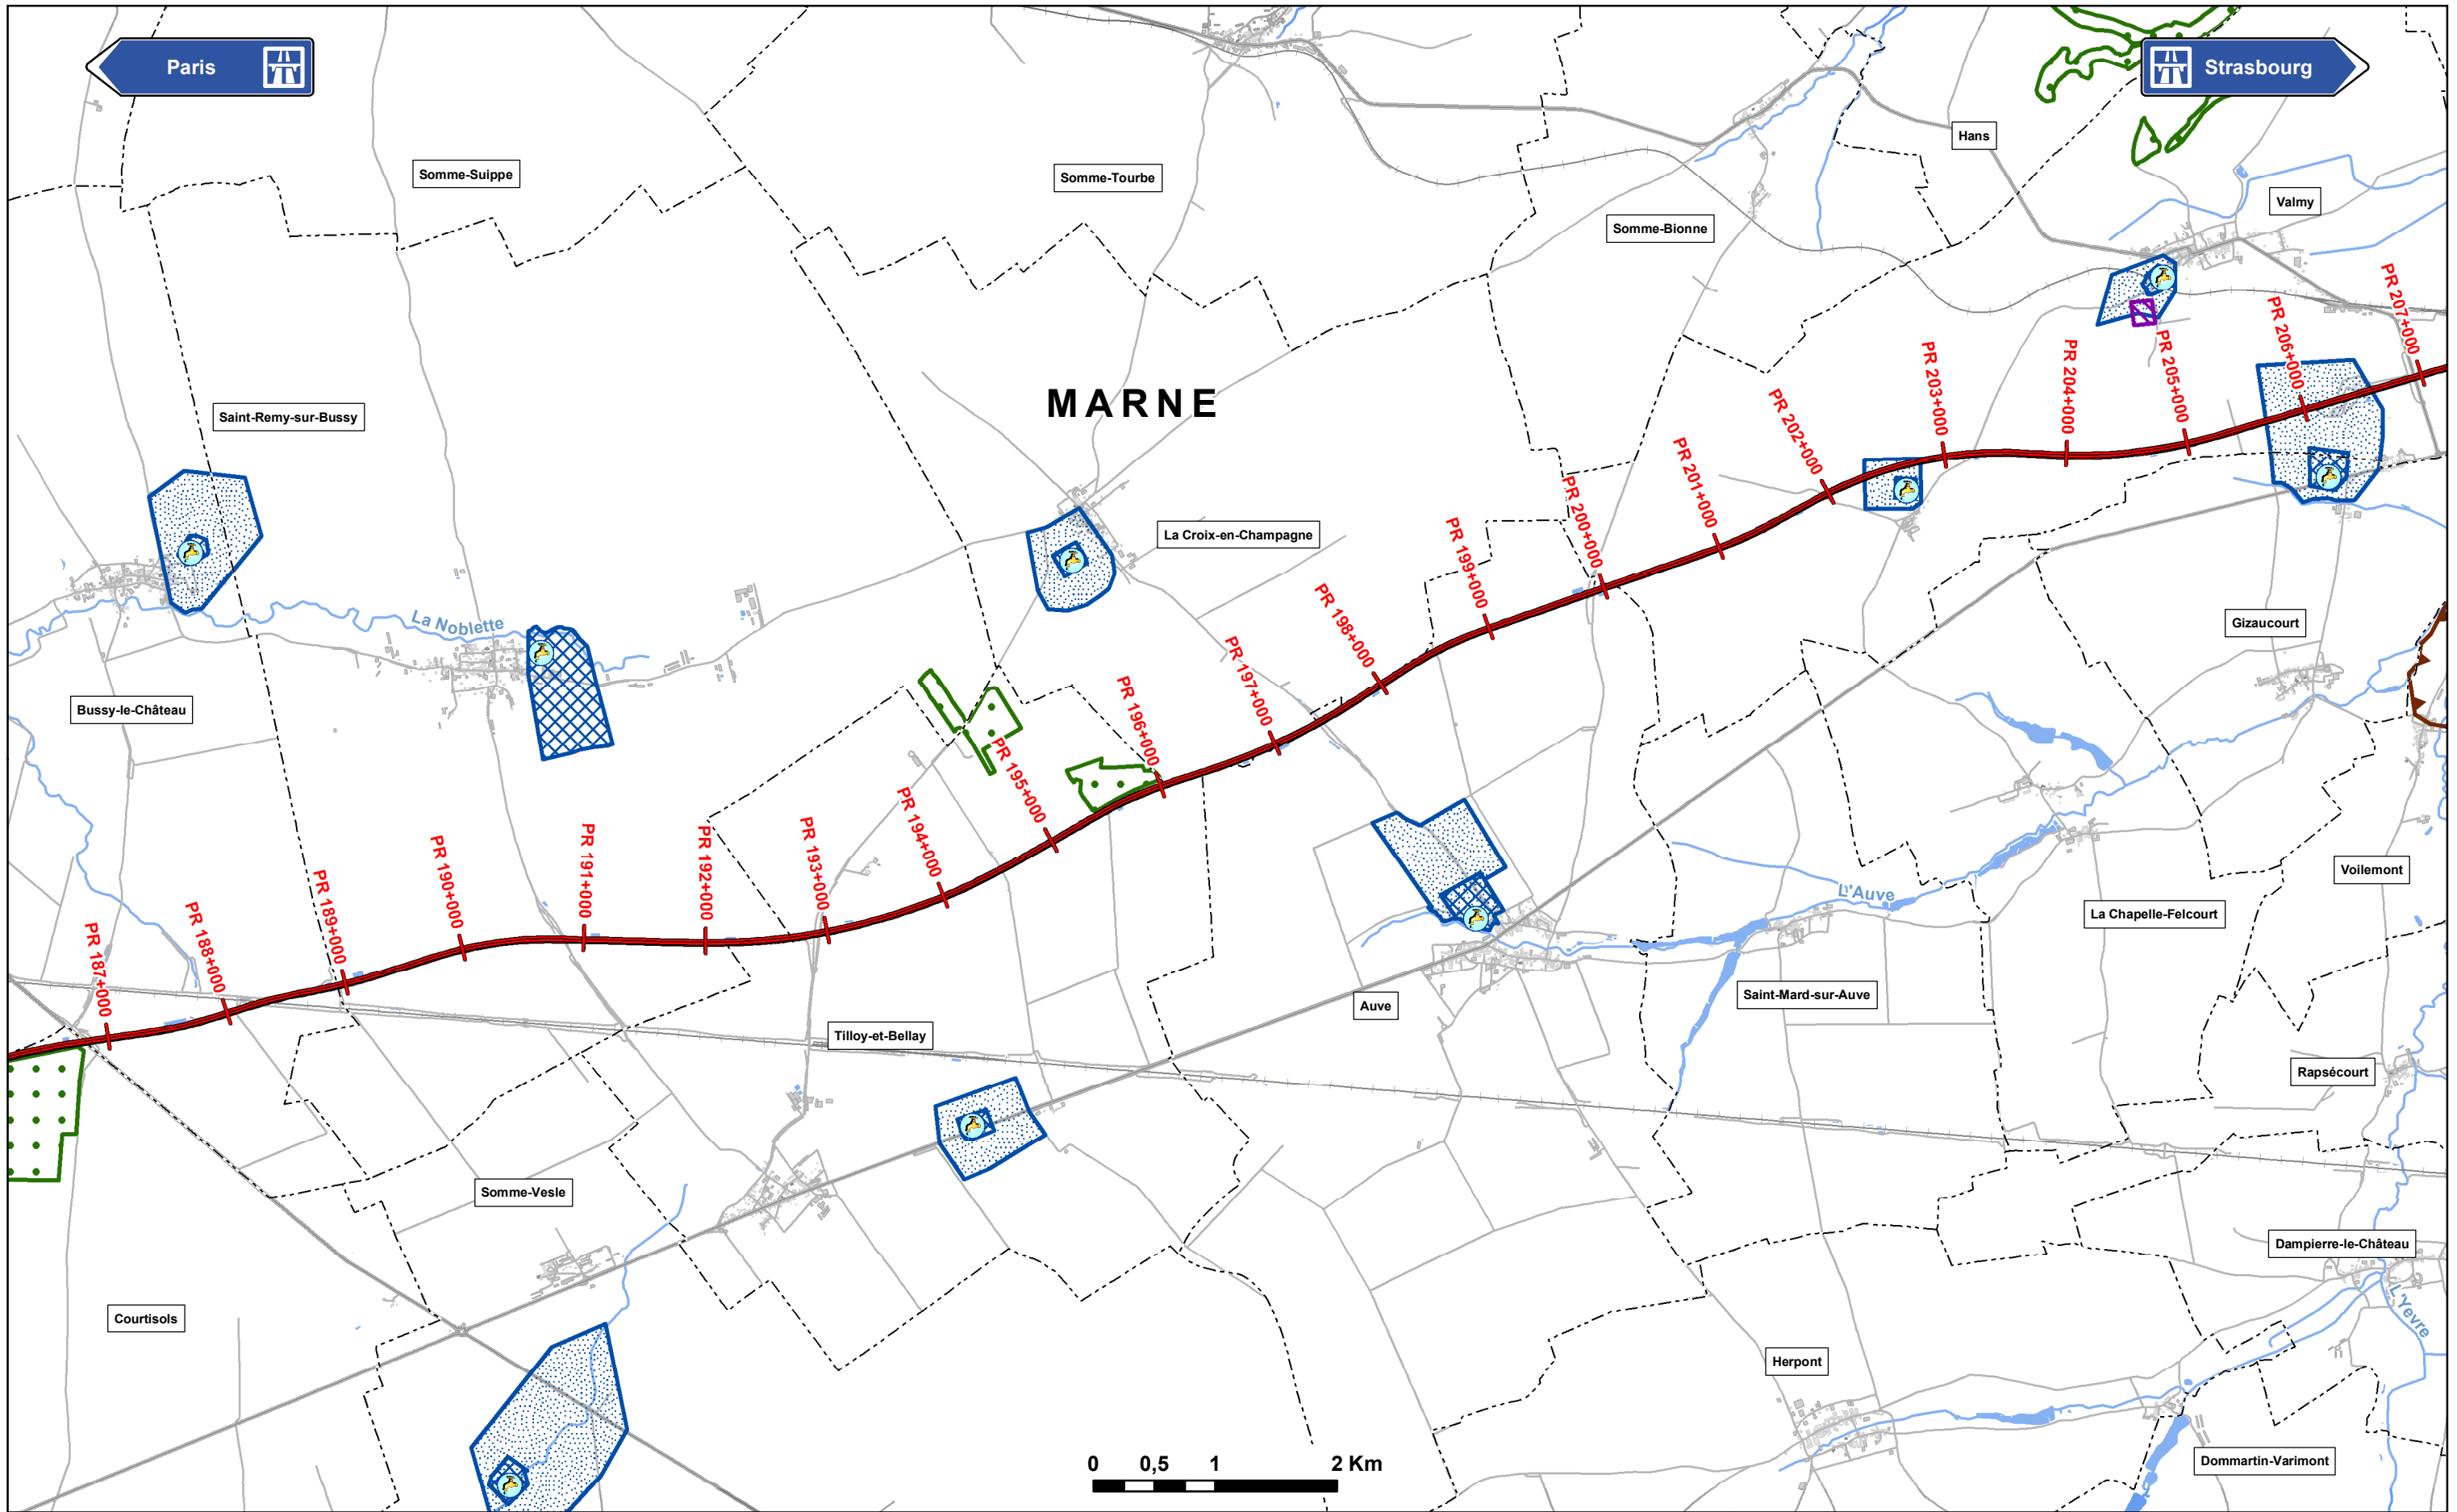 Paris
Strasbourg
Hans
Somme-Suippe
Somme-Tourbe
Valmy
Somme-Bionne
PR 207+000
PR 206+000
PR 205+000
PR 204+000
PR 203+000
PR 202+000
MARNE
Saint-Remy-sur-Bussy
PR 201+000
PR 200+000
La Croix-en-Champagne
PR 199+000
PR 198+000
La Noblette
Gizaucourt
PR 197+000
Bussy-le-Château
PR 196+000
PR 195+000
PR 194+000
PR 193+000
PR 192+000
PR 191+000
PR 190+000
PR 189+000
PR 188+000
PR 187+000
Voilemont
L'Auve
La Chapelle-Felcourt
Saint-Mard-sur-Auve
Auve
Tilloy-et-Bellay
Rapsécourt
Somme-Vesle
Dampierre-le-Château
L'Yevre
Courtisols
Herpont
Dommartin-Varimont
0 0,5 1 2 Km